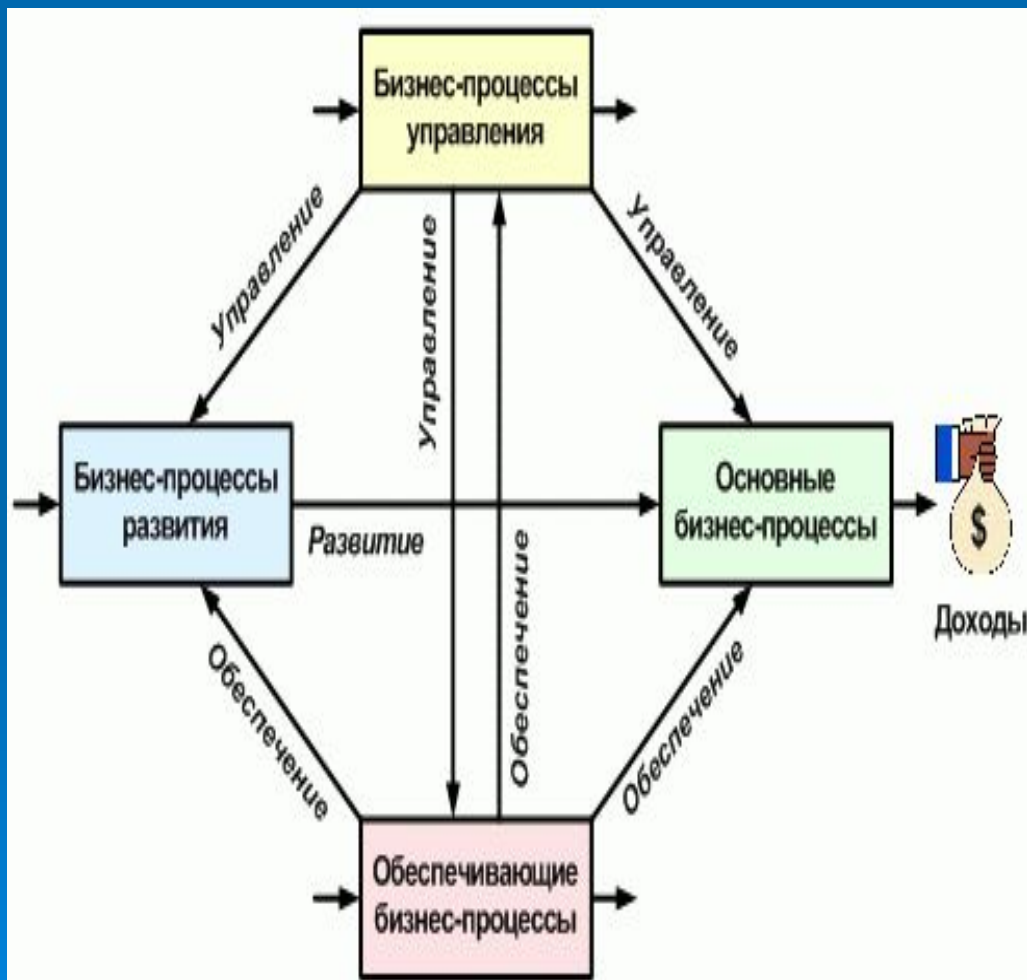 Бизнес-процессы
управления
Управление
Управление
Управление
Бизнес-процессы
развития
Развитие
Основные
бизнес-процессы
$
Доходы
Обеспечение
Обеспечение
Обеспечение
Обеспечивающие
бизнес-процессы